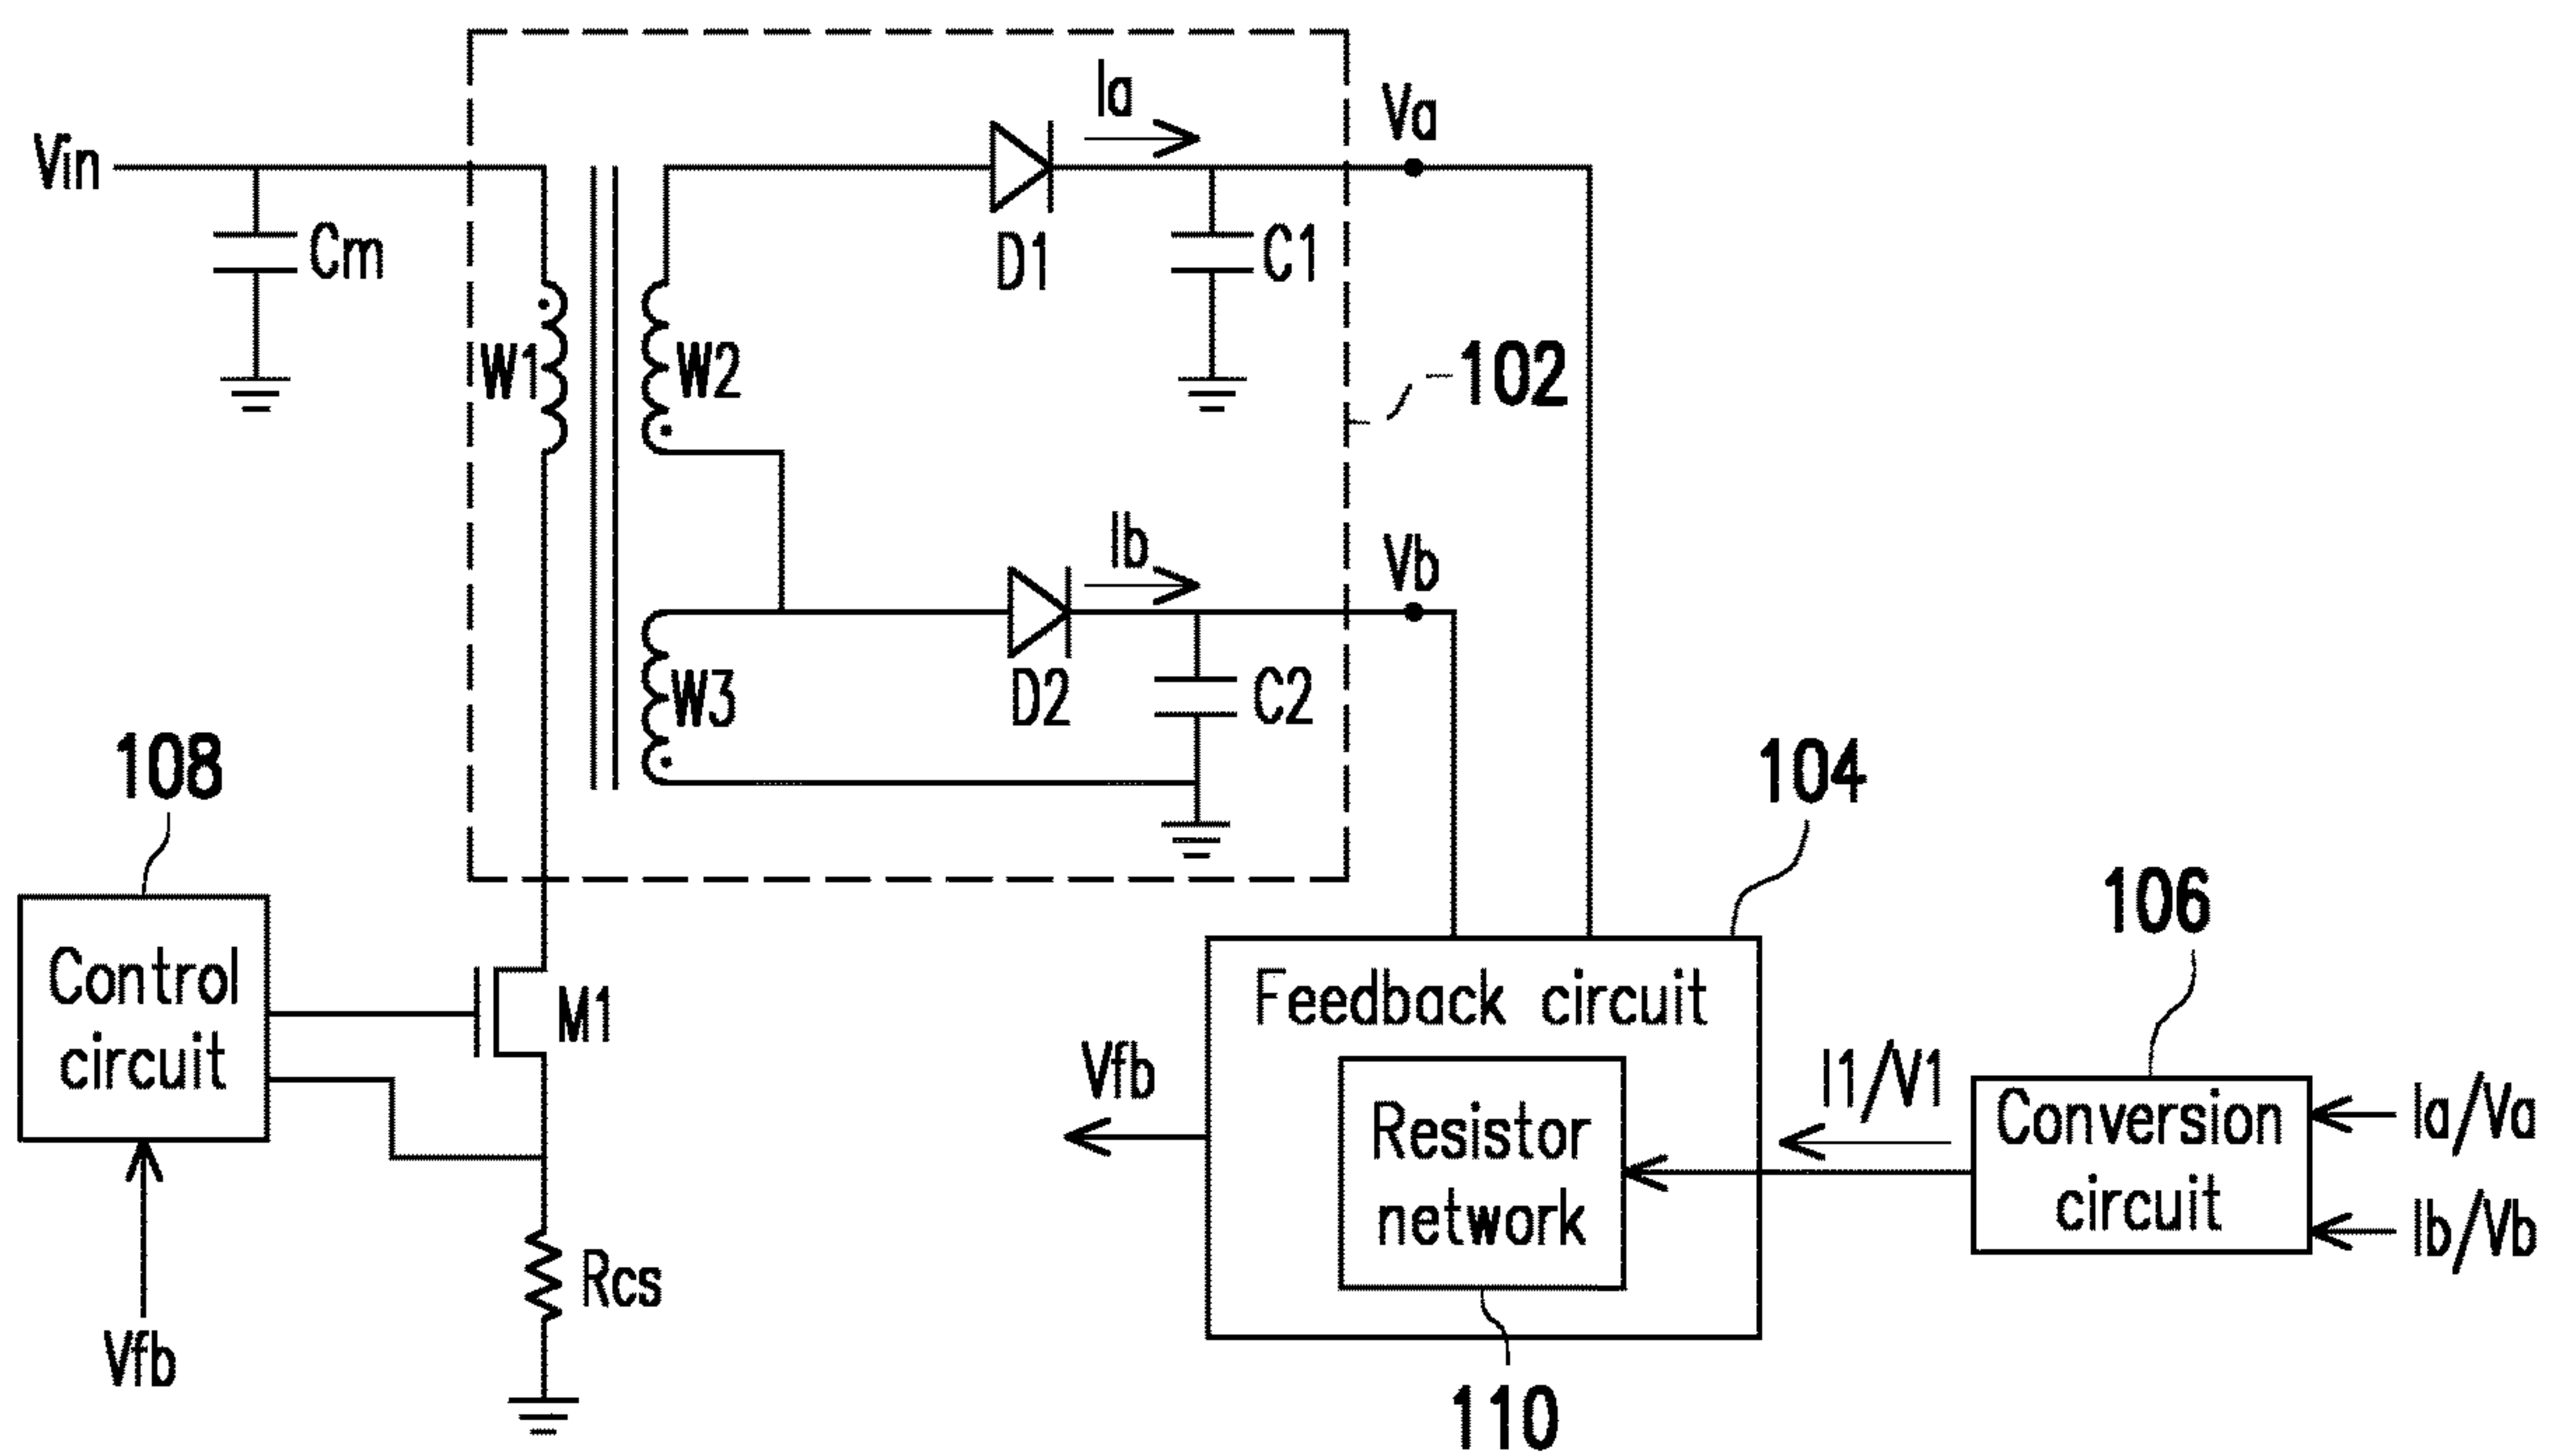 Ia
Va
Vin
Cm
D1
C1
W1
W2
102
Ib
Vb
W3
D2
C2
108
104
106
Control
circuit
M1
Feedback circuit
Vfb
Resistor
network
I1/V1
Conversion
circuit
Ia/Va
Ib/Vb
Rcs
Vfb
110